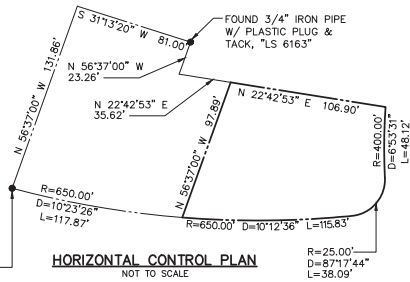 S 31°13'20" W 81.00'
FOUND 3/4" IRON PIPE
W/ PLASTIC PLUG &
TACK, "LS 6163"
N 56°37'00" W
23.26'
N 56°37'00" W 131.86'
N 22°42'53" E
35.62'
N 22°42'53" E 106.90'
N 56°37'00" W 97.89'
R=400.00'
D=6°53'31"
L=48.12'
R=650.00'
D=10°23'26"
L=117.87'
R=650.00' D=10°12'36" L=115.83'
R=25.00'
D=87°17'44"
L=38.09'
HORIZONTAL CONTROL PLAN
NOT TO SCALE